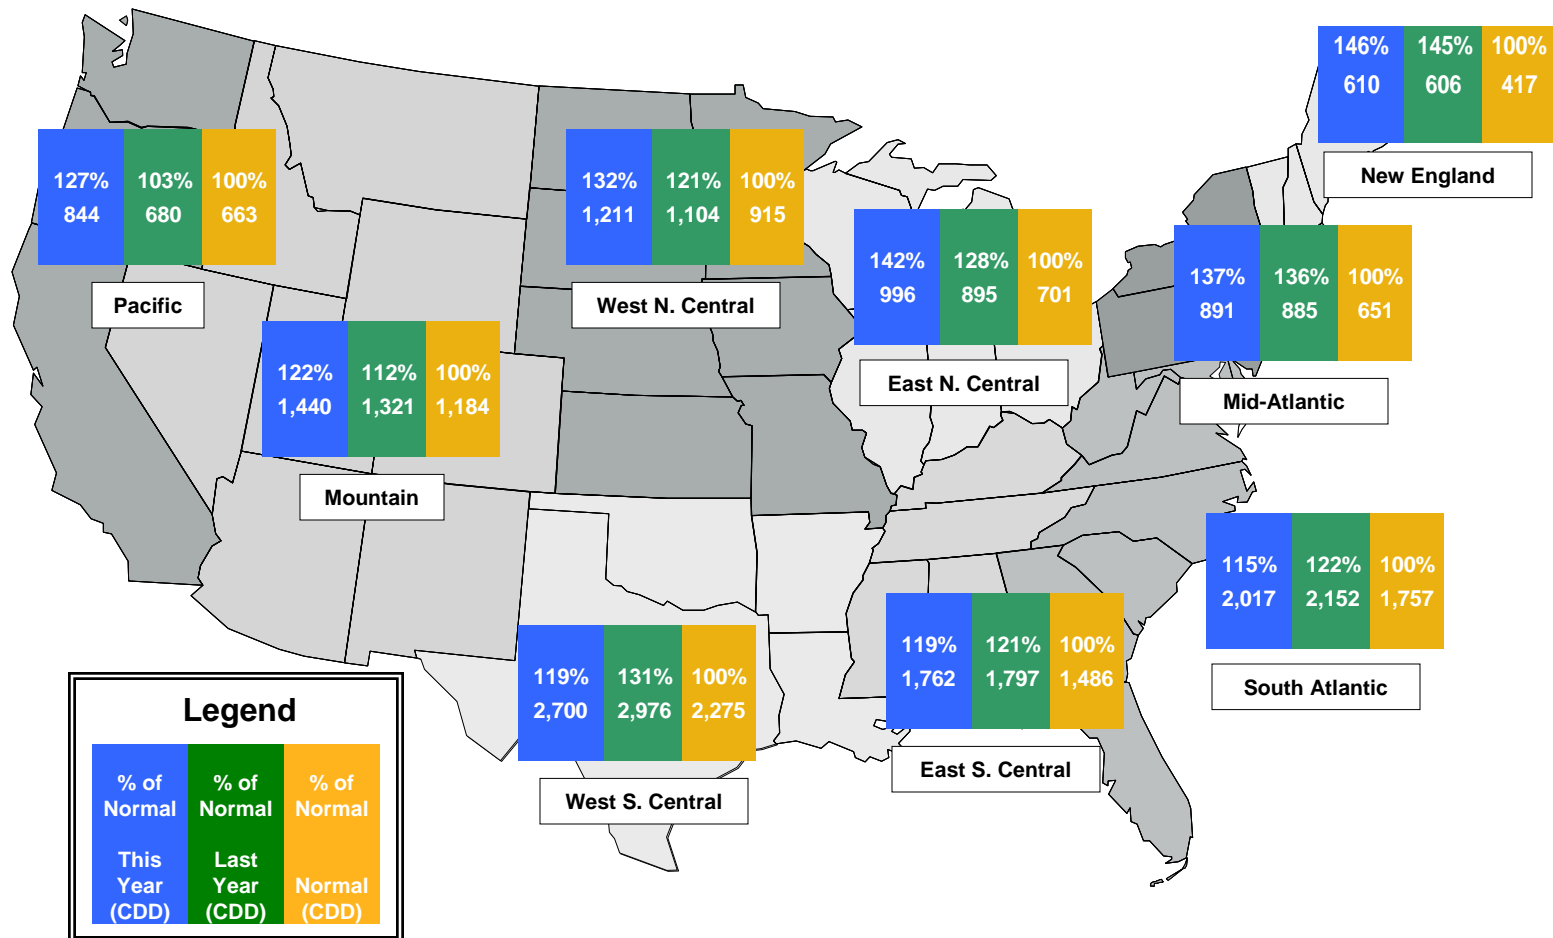 146% 145% 100%
610 606 417
New England
127% 103% 100%
844 680 663
Pacific
132% 121% 100%
1,211 1,104 915
West N. Central
142% 128% 100%
996 895 701
East N. Central
137% 136% 100%
891 885 651
Mid-Atlantic
122% 112% 100%
1,440 1,321 1,184
Mountain
115% 122% 100%
2,017 2,152 1,757
South Atlantic
119% 121% 100%
1,762 1,797 1,486
East S. Central
119% 131% 100%
2,700 2,976 2,275
West S. Central
Legend
% of % of % of
Normal Normal Normal
This Last
Year Year Normal
(CDD) (CDD) (CDD)